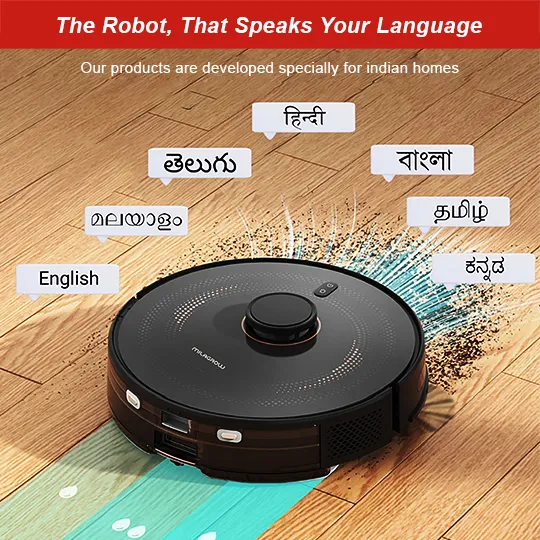 The Robot, That Speaks Your Language
Our products are developed specially for indian homes
हिन्दी
తెలుగు
বাংলা
മലയാളം
தமிழ்
English
ಕನ್ನಡ
MILAGROW